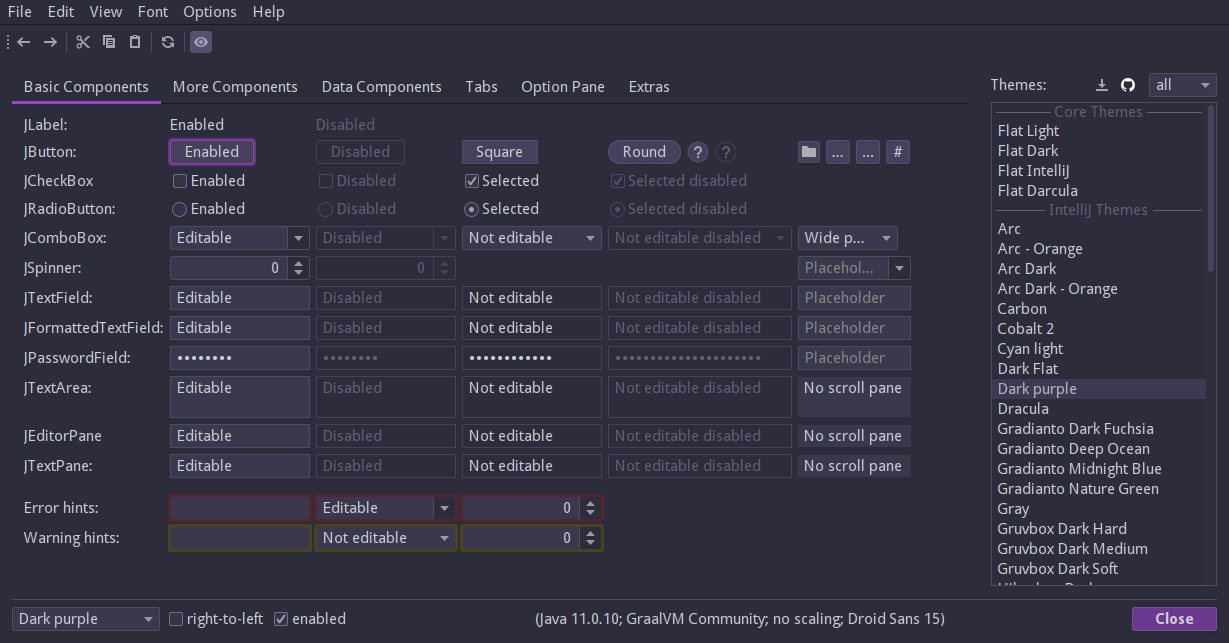 File Edit View Font Options Help
Basic Components More Components Data Components Tabs Option Pane Extras
Themes: all
JLabel: Enabled Disabled
JButton: Enabled Disabled Square Round ? ? ... ... #
JCheckBox Enabled Disabled Selected Selected disabled
JRadioButton: Enabled Disabled Selected Selected disabled
JComboBox: Editable Disabled Not editable Not editable disabled Wide p...
JSpinner: 0 0 Placehol...
JTextField: Editable Disabled Not editable Not editable disabled Placeholder
JFormattedTextField: Editable Disabled Not editable Not editable disabled Placeholder
JPasswordField: •••••••• •••••••• •••••••••••• ••••••••••••••••••••• Placeholder
JTextArea: Editable Disabled Not editable Not editable disabled No scroll pane
JEditorPane Editable Disabled Not editable Not editable disabled No scroll pane
JTextPane: Editable Disabled Not editable Not editable disabled No scroll pane
Error hints: Editable 0
Warning hints: Not editable 0
Core Themes
Flat Light
Flat Dark
Flat IntelliJ
Flat Darcula
IntelliJ Themes
Arc
Arc - Orange
Arc Dark
Arc Dark - Orange
Carbon
Cobalt 2
Cyan light
Dark Flat
Dark purple
Dracula
Gradianto Dark Fuchsia
Gradianto Deep Ocean
Gradianto Midnight Blue
Gradianto Nature Green
Gray
Gruvbox Dark Hard
Gruvbox Dark Medium
Gruvbox Dark Soft
Dark purple right-to-left enabled (Java 11.0.10; GraalVM Community; no scaling; Droid Sans 15) Close